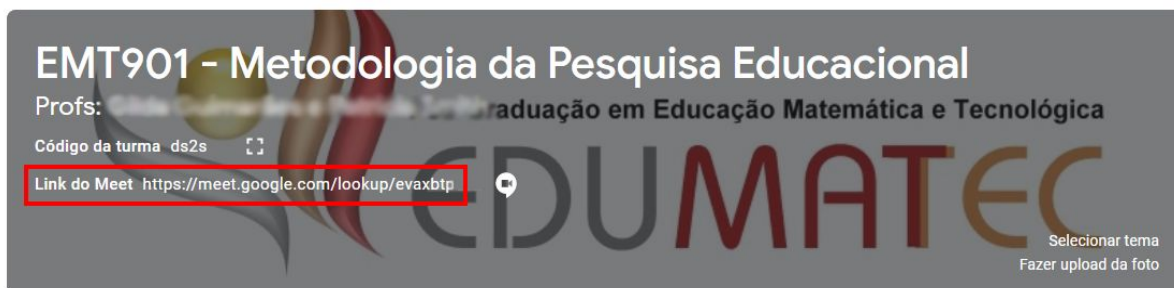 EMT901 - Metodologia da Pesquisa Educacional
Profs:
raduação em Educação Matemática e Tecnológica
Código da turma ds2s
Link do Meet https://meet.google.com/lookup/evaxbtp
EDUMATEC
Selecionar tema
Fazer upload da foto